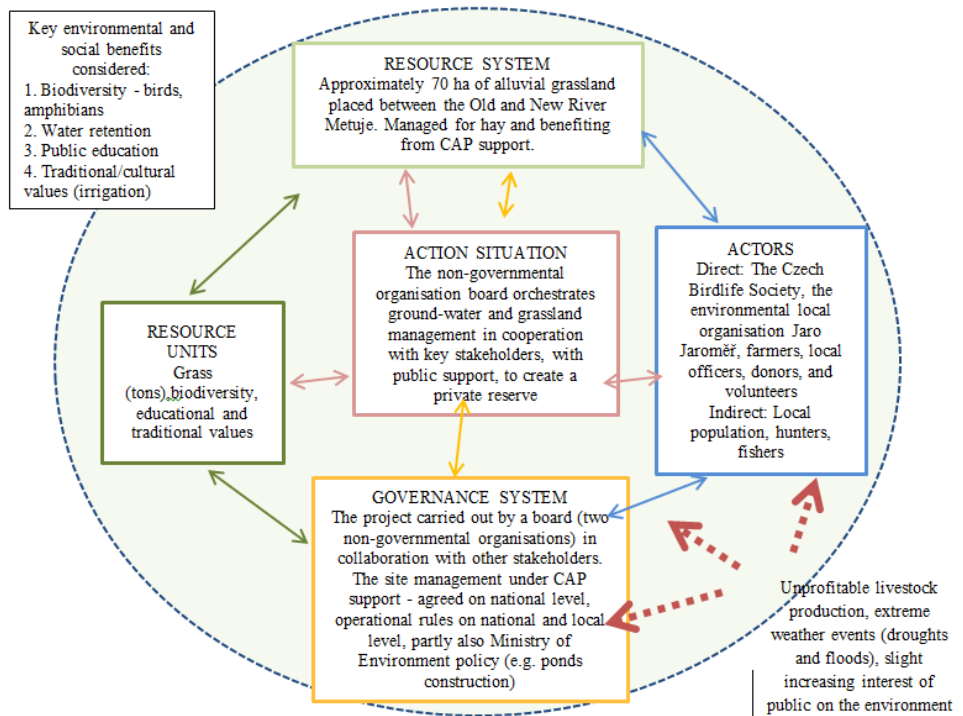 Key environmental and
social benefits
considered:
1. Biodiversity - birds,
amphibians
2. Water retention
3. Public education
4. Traditional/cultural
values (irrigation)
RESOURCE SYSTEM
Approximately 70 ha of alluvial grassland
placed between the Old and New River
Metuje. Managed for hay and benefiting
from CAP support.
ACTION SITUATION
The non-governmental
organisation board orchestrates
ground-water and grassland
management in cooperation
with key stakeholders, with
public support, to create a
private reserve
ACTORS
Direct: The Czech
Birdlife Society, the
environmental local
organisation Jaro
Jaroměř, farmers, local
officers, donors, and
volunteers
Indirect: Local
population, hunters,
fishers
RESOURCE
UNITS
Grass
(tons),biodiversity,
educational and
traditional values
GOVERNANCE SYSTEM
The project carried out by a board (two
non-governmental organisations) in
collaboration with other stakeholders.
The site management under CAP
support - agreed on national level,
operational rules on national and local
level, partly also Ministry of
Environment policy (e.g. ponds
construction)
Unprofitable livestock
production, extreme
weather events (droughts
and floods), slight
increasing interest of
public on the environment